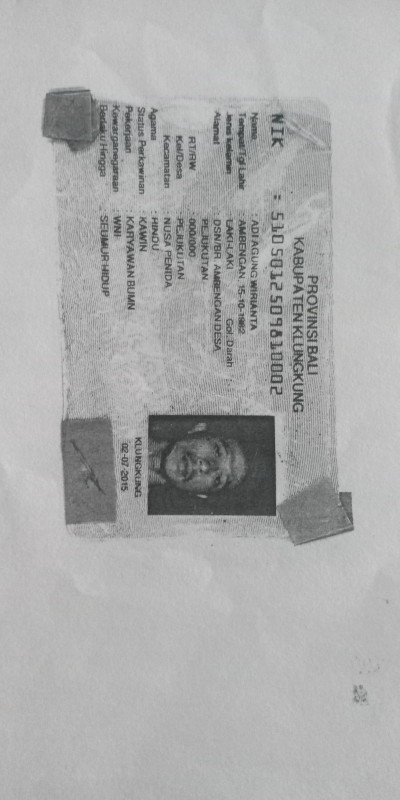 PROVINSI BALI
KABUPATEN KLUNGKUNG
NIK : 5105012509810002
Nama : ADI AGUNG WIRIANTA
Tempat/Tgl Lahir : AMBENGAN, 15-10-1982
Jenis kelamin : LAKI-LAKI Gol. Darah :
Alamat : DSN/BR. AMBENGAN DESA
PEJUKUTAN
RT/RW : 000/000
Kel/Desa : PEJUKUTAN
Kecamatan : NUSA PENIDA
Agama : HINDU
Status Perkawinan : KAWIN
Pekerjaan : KARYAWAN BUMN
Kewarganegaraan : WNI
Berlaku Hingga : SEUMUR HIDUP
KLUNGKUNG
02-07-2015